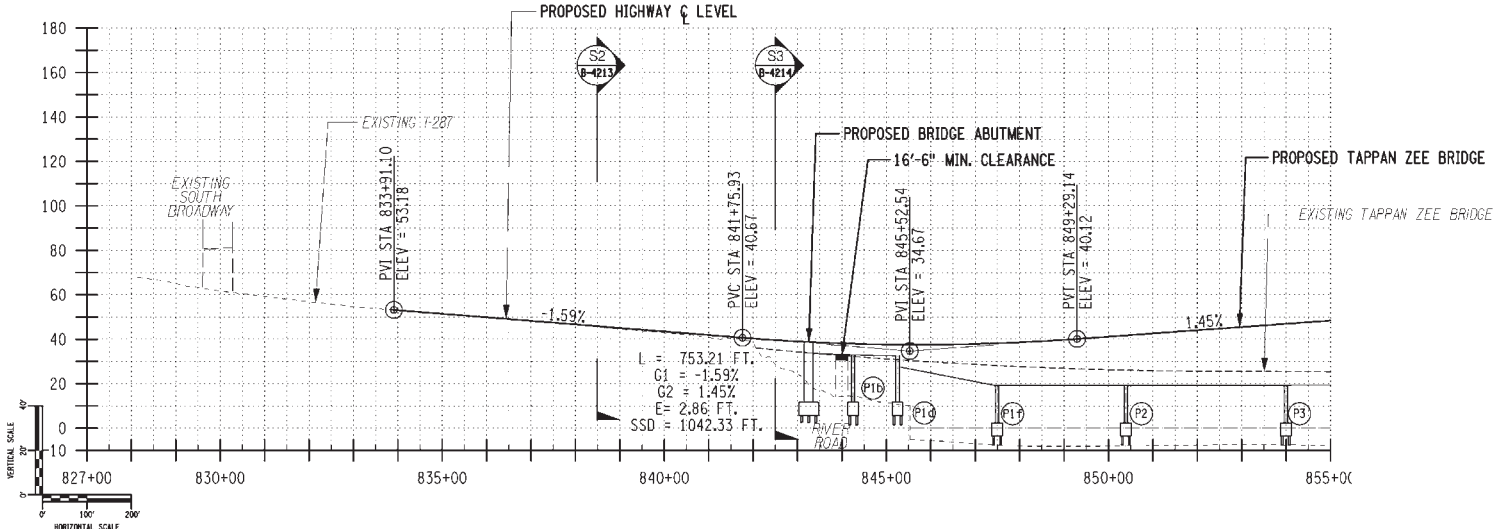 PROPOSED HIGHWAY ℄ LEVEL
180
160
140
120
100
80
60
40
20
0
10
S2
B-4213
S3
B-4214
EXISTING I-287
PROPOSED BRIDGE ABUTMENT
16'-6" MIN. CLEARANCE
PROPOSED TAPPAN ZEE BRIDGE
EXISTING TAPPAN ZEE BRIDGE
EXISTING
SOUTH
BROADWAY
PVI STA 833+91.10
ELEV = 53.18
PVC STA 841+75.93
ELEV = 40.67
PVI STA 845+52.54
ELEV = 34.67
PVT STA 849+29.14
ELEV = 40.12
-1.59%
1.45%
L = 753.21 FT.
G1 = -1.59%
G2 = 1.45%
E= 2.86 FT.
SSD = 1042.33 FT.
RIVER
ROAD
P1b
P1d
P1f
P2
P3
827+00
830+00
835+00
840+00
845+00
850+00
855+00
VERTICAL SCALE
40'
20'
0'
0'
100'
200'
HORIZONTAL SCALE